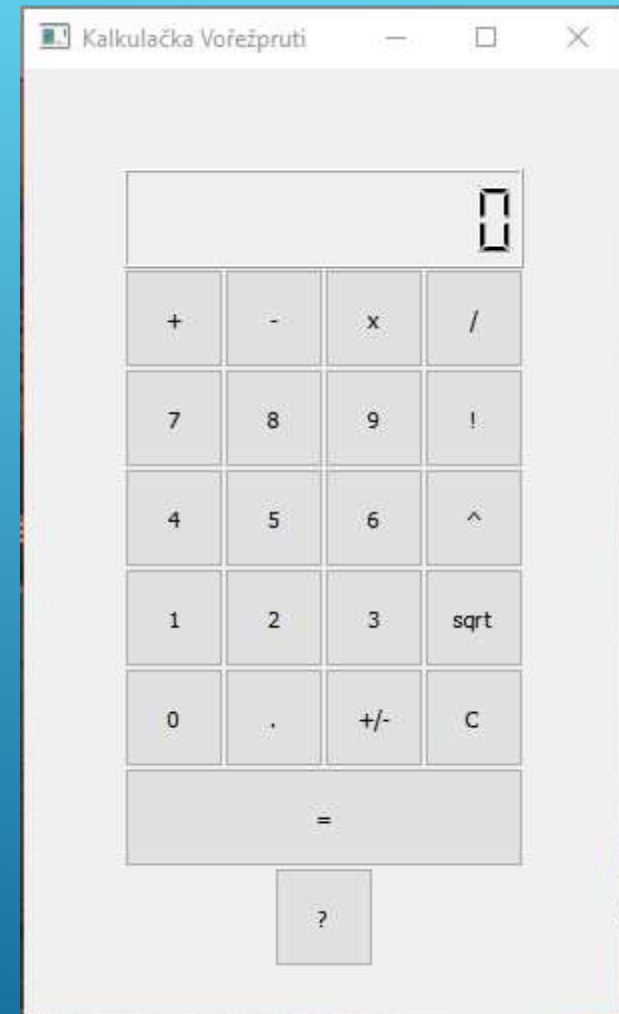 Kalkulačka Vořežpruti
0
+ - x /
7 8 9 !
4 5 6 ^
1 2 3 sqrt
0 . +/- C
=
?